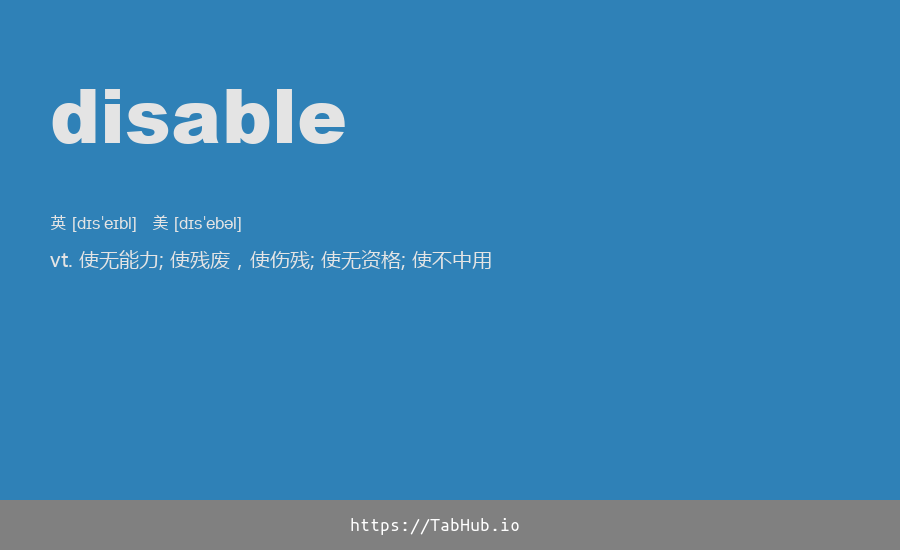 disable
英 [dɪsˈeɪbl] 美 [dɪsˈebəl]
vt. 使无能力; 使残废，使伤残; 使无资格; 使不中用
https://TabHub.io